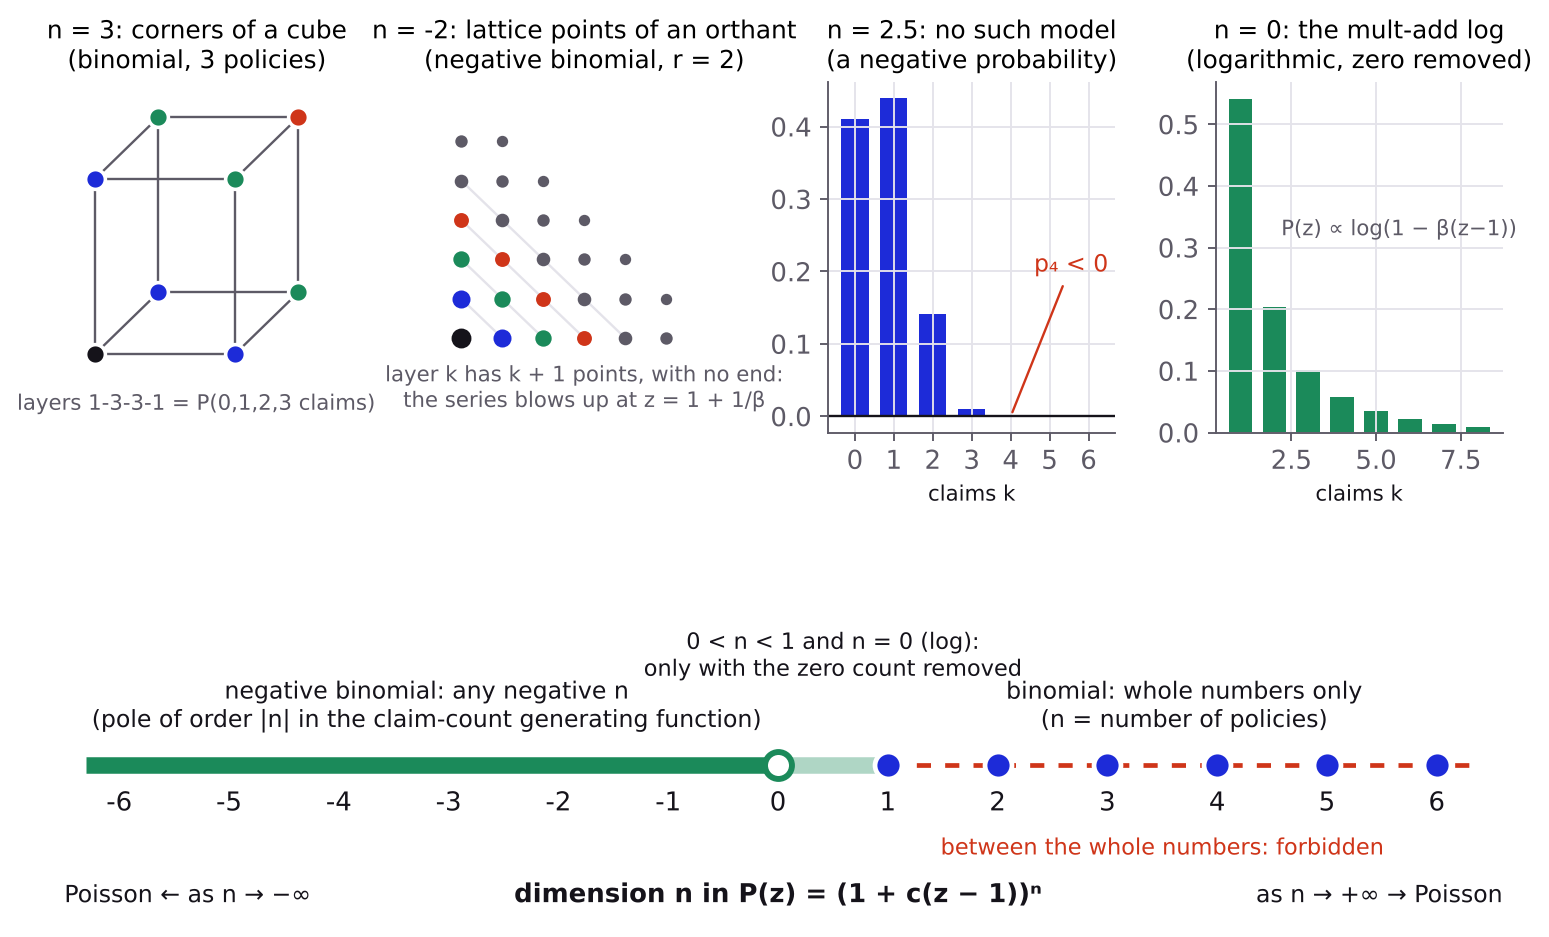 n = 3: corners of a cube
(binomial, 3 policies)
n = -2: lattice points of an orthant
(negative binomial, r = 2)
n = 2.5: no such model
(a negative probability)
n = 0: the mult-add log
(logarithmic, zero removed)
layers 1-3-3-1 = P(0,1,2,3 claims)
layer k has k + 1 points, with no end:
the series blows up at z = 1 + 1/β
0.4
0.3
0.2
0.1
0.0
p₄ < 0
0 1 2 3 4 5 6
claims k
0.5
0.4
0.3
0.2
0.1
0.0
P(z) ∝ log(1 − β(z−1))
2.5 5.0 7.5
claims k
0 < n < 1 and n = 0 (log):
only with the zero count removed
negative binomial: any negative n
(pole of order |n| in the claim-count generating function)
binomial: whole numbers only
(n = number of policies)
-6 -5 -4 -3 -2 -1 0 1 2 3 4 5 6
between the whole numbers: forbidden
Poisson ← as n → −∞
dimension n in P(z) = (1 + c(z − 1))ⁿ
as n → +∞ → Poisson